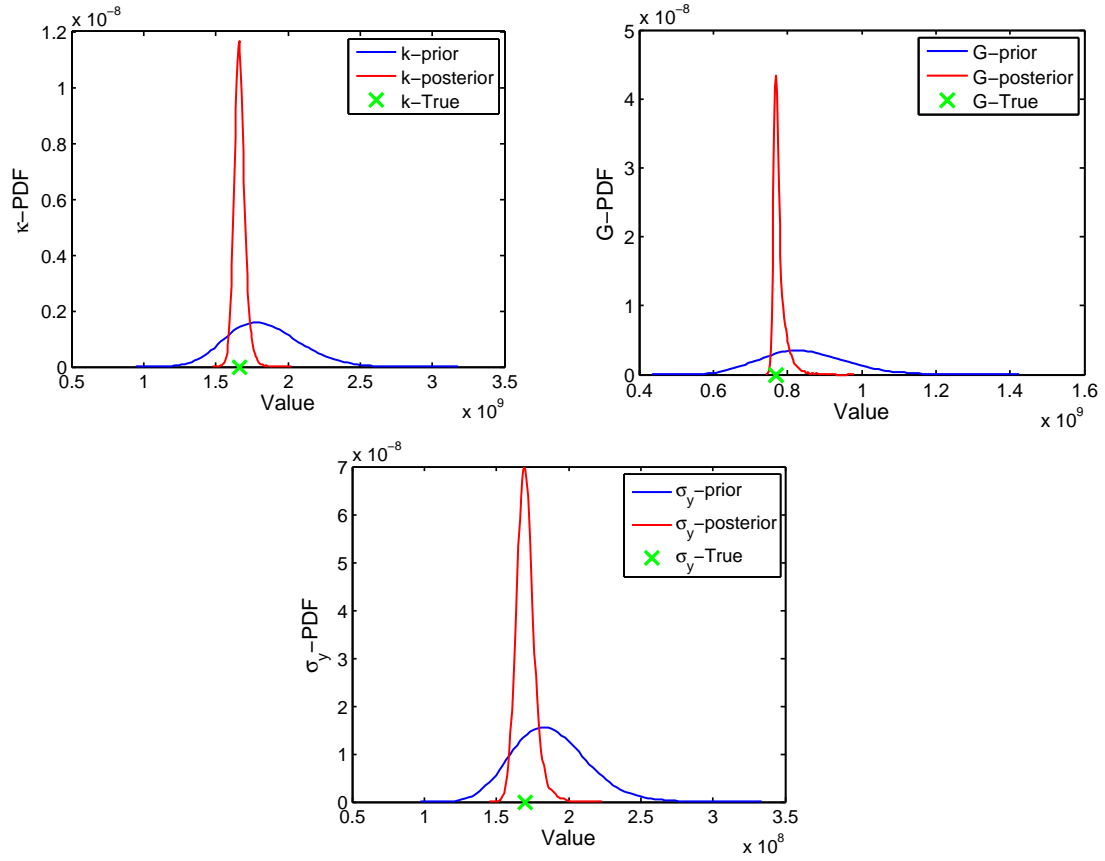 x 10^-8
1.2
1
0.8
0.6
0.4
0.2
0
κ−PDF
k−prior
k−posterior
k−True
0.5 1 1.5 2 2.5 3 3.5
Value
x 10^9
x 10^-8
5
4
3
2
1
0
G−PDF
G−prior
G−posterior
G−True
0.4 0.6 0.8 1 1.2 1.4 1.6
Value
x 10^9
x 10^-8
7
6
5
4
3
2
1
0
σ_y−PDF
σ_y−prior
σ_y−posterior
σ_y−True
0.5 1 1.5 2 2.5 3 3.5
Value
x 10^8